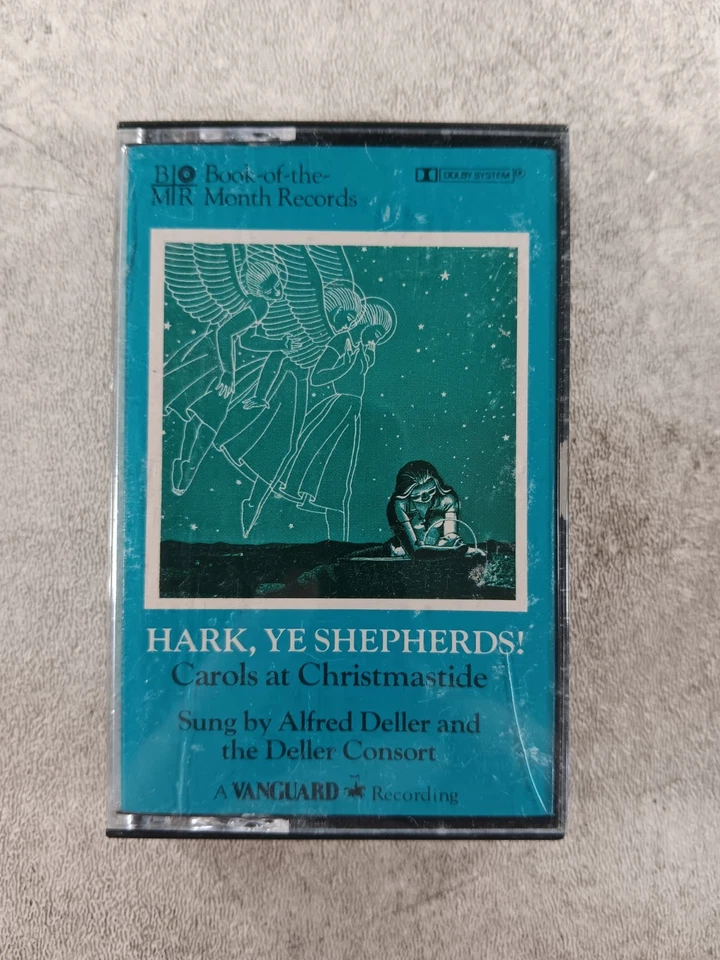 B|O Book-of-the-
M|R Month Records
DOLBY SYSTEM
HARK, YE SHEPHERDS!
Carols at Christmastide
Sung by Alfred Deller and
the Deller Consort
A VANGUARD Recording